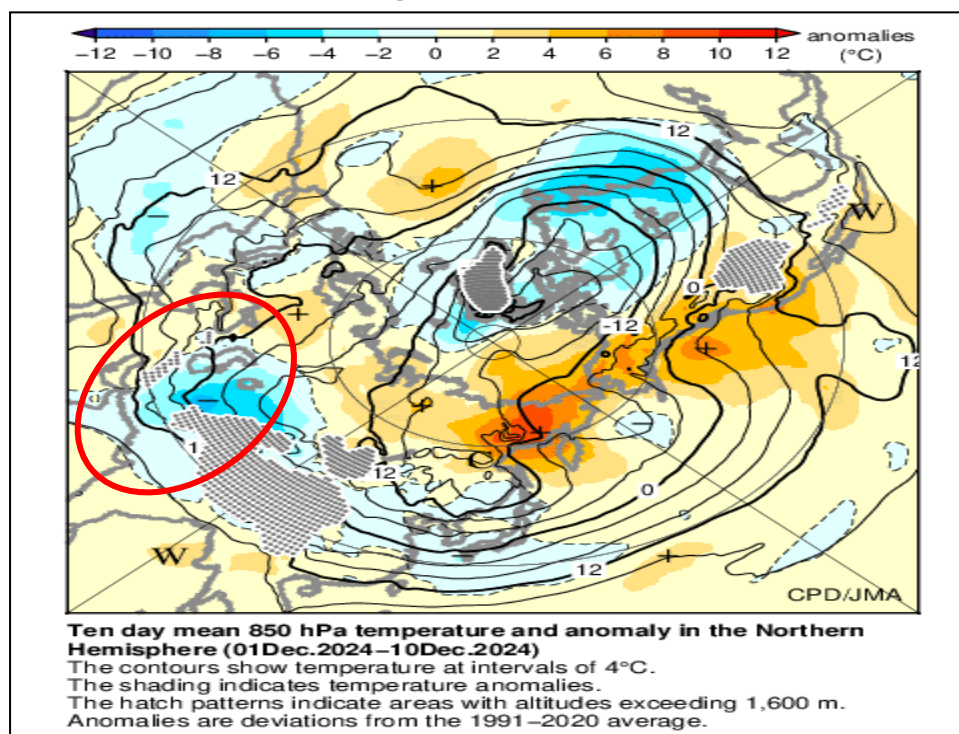 anomalies
−12 −10 −8 −6 −4 −2 0 2 4 6 8 10 12 (°C)
12
12
W
0
-12
12
0
1
12
0
W
12
CPD/JMA
Ten day mean 850 hPa temperature and anomaly in the Northern
Hemisphere (01Dec.2024−10Dec.2024)
The contours show temperature at intervals of 4°C.
The shading indicates temperature anomalies.
The hatch patterns indicate areas with altitudes exceeding 1,600 m.
Anomalies are deviations from the 1991−2020 average.